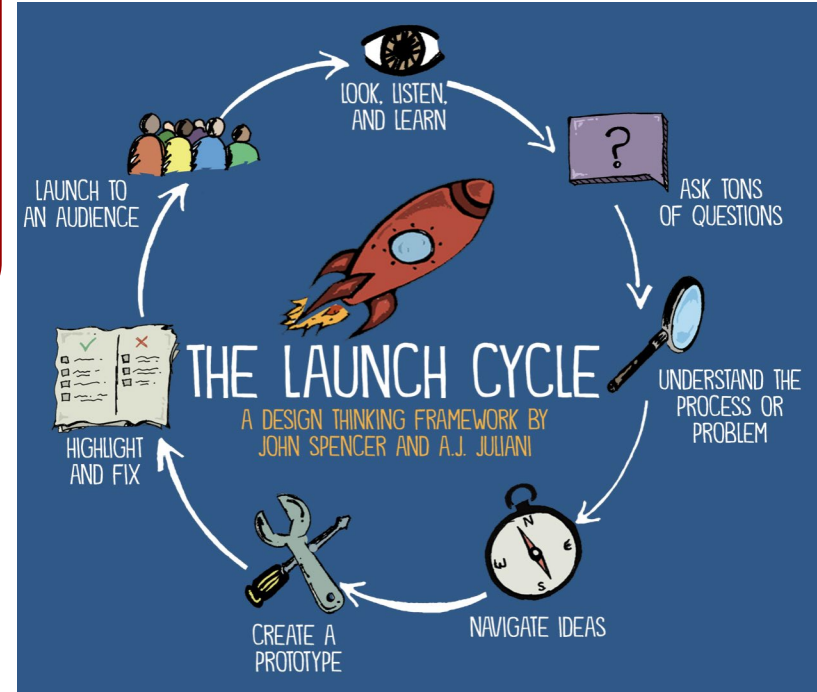 LOOK, LISTEN,
AND LEARN
?
ASK TONS
OF QUESTIONS
UNDERSTAND THE
PROCESS OR
PROBLEM
N
E
S
W
NAVIGATE IDEAS
CREATE A
PROTOTYPE
HIGHLIGHT
AND FIX
LAUNCH TO
AN AUDIENCE
THE LAUNCH CYCLE
A DESIGN THINKING FRAMEWORK BY
JOHN SPENCER AND A.J. JULIANI